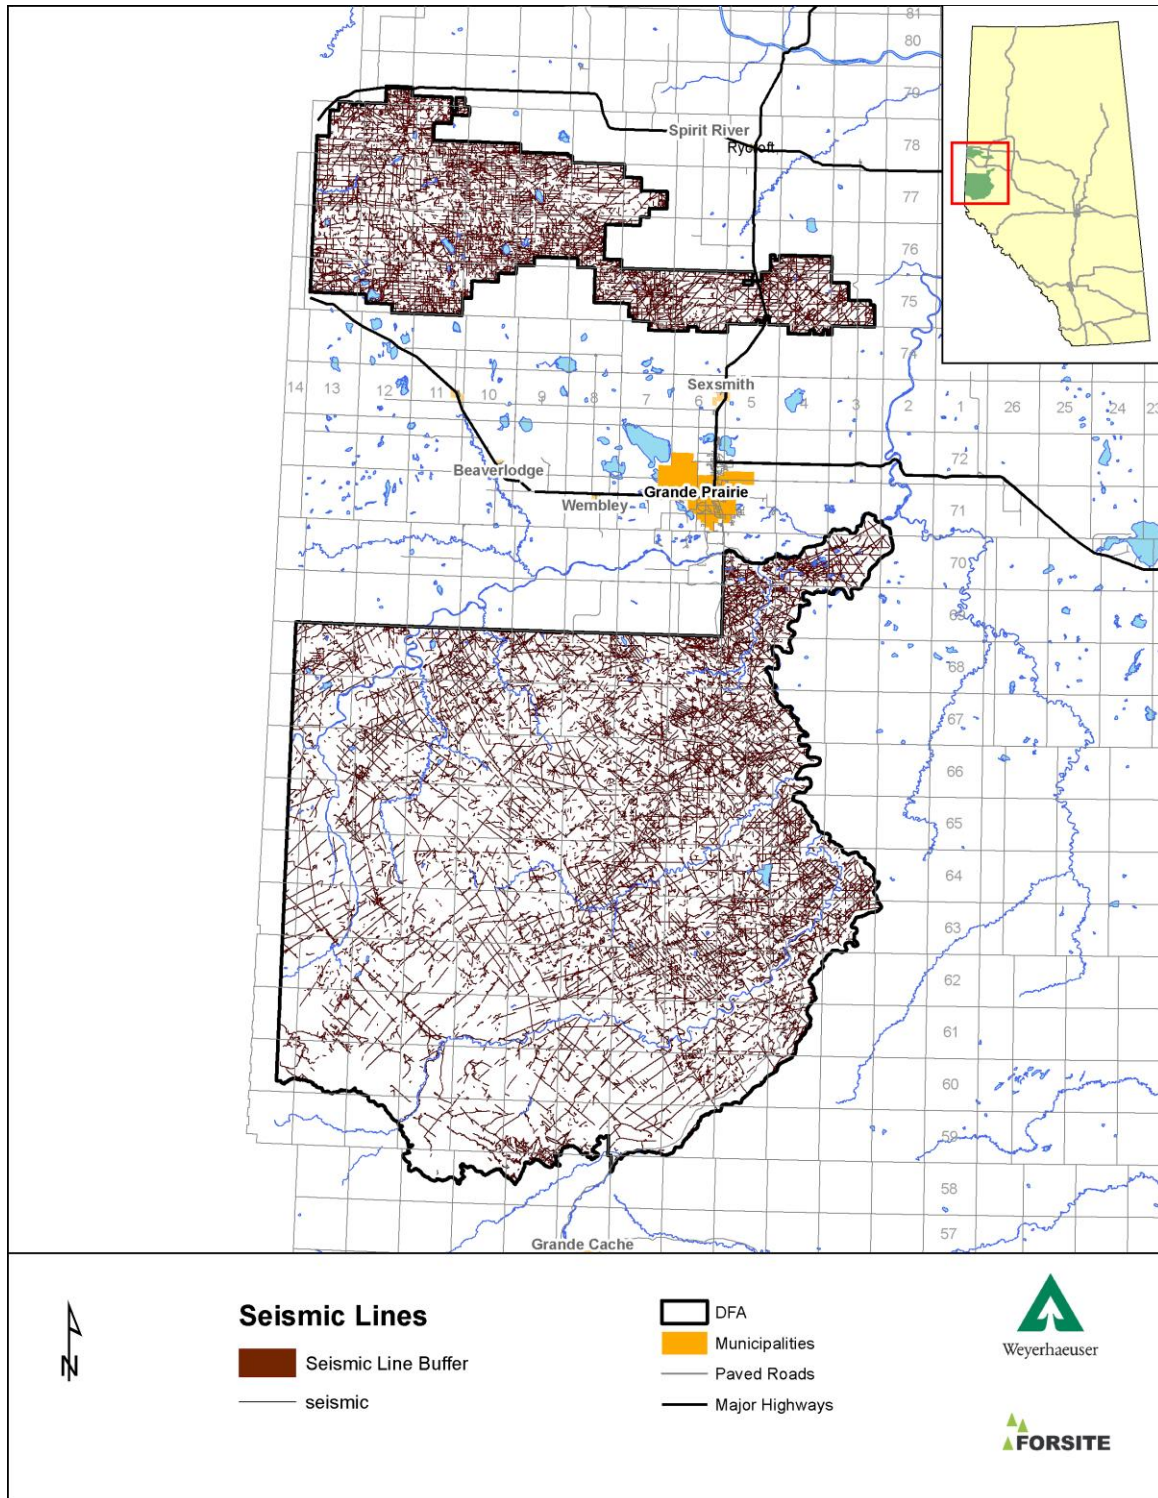 81
80
79
Spirit River
Rycroft
78
77
76
75
74
Sexsmith
14 13 12 11 10 9 8 7 6 5 4 3 2 1 26 25 24 23
Beaverlodge
72
Grande Prairie
Wembley
71
70
69
68
67
66
65
64
63
62
61
60
59
58
57
Grande Cache
N
Seismic Lines
Seismic Line Buffer
seismic
DFA
Municipalities
Paved Roads
Major Highways
Weyerhaeuser
FORSITE